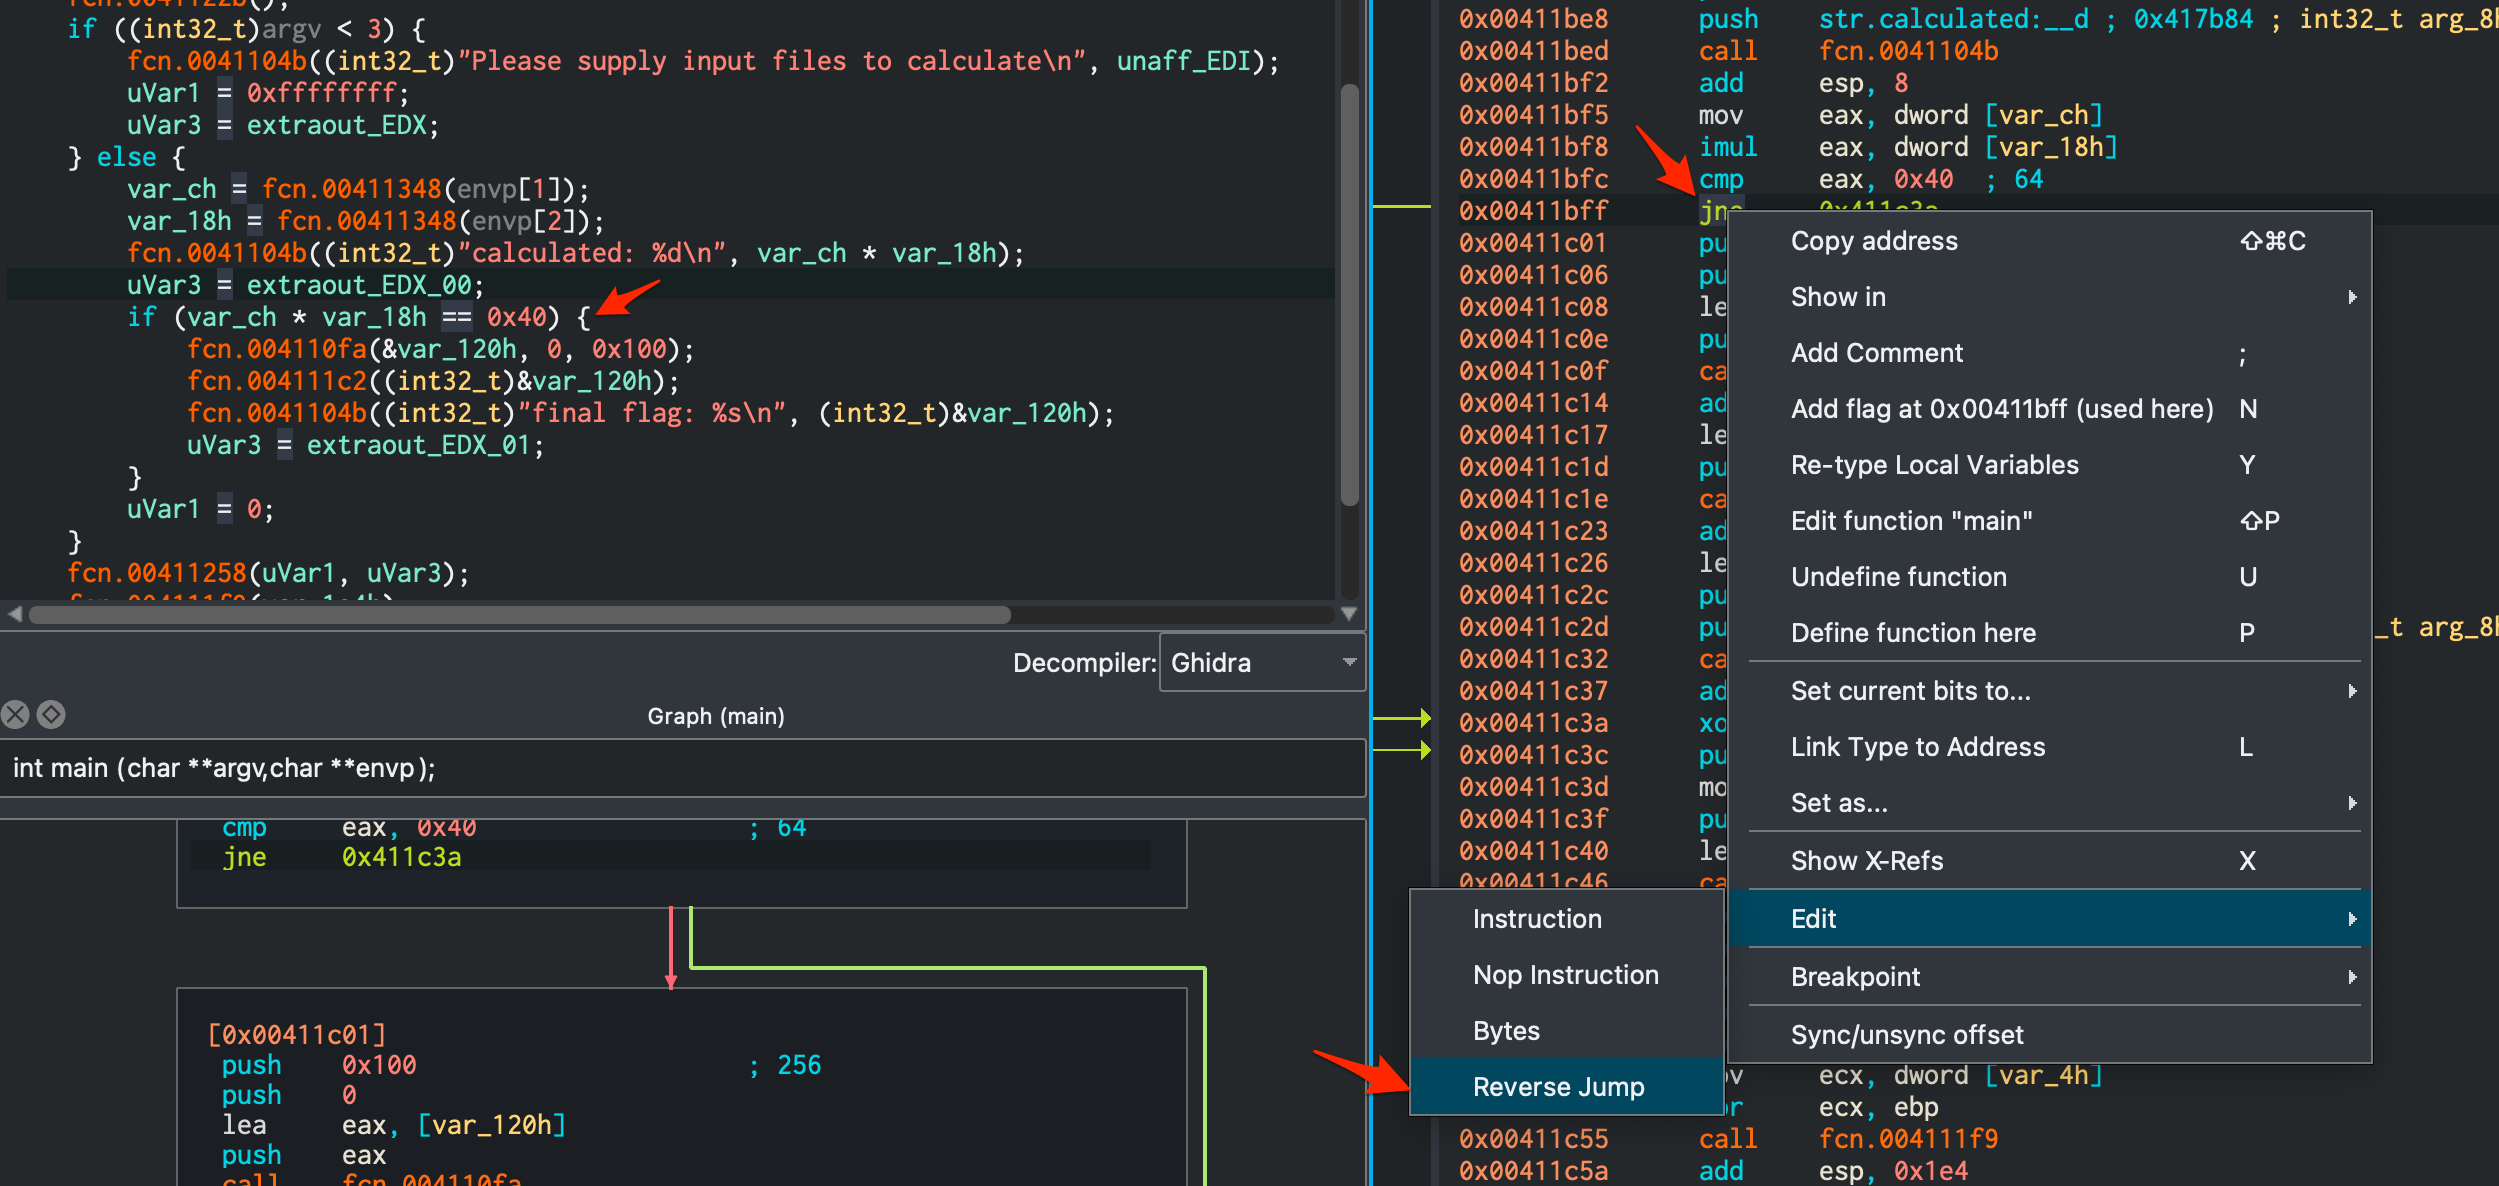 if ((int32_t)argv < 3) {
fcn.0041104b((int32_t)"Please supply input files to calculate\n", unaff_EDI);
uVar1 = 0xffffffff;
uVar3 = extraout_EDX;
} else {
var_ch = fcn.00411348(envp[1]);
var_18h = fcn.00411348(envp[2]);
fcn.0041104b((int32_t)"calculated: %d\n", var_ch * var_18h);
uVar3 = extraout_EDX_00;
if (var_ch * var_18h == 0x40) {
fcn.004110fa(&var_120h, 0, 0x100);
fcn.004111c2((int32_t)&var_120h);
fcn.0041104b((int32_t)"final flag: %s\n", (int32_t)&var_120h);
uVar3 = extraout_EDX_01;
}
uVar1 = 0;
}
fcn.00411258(uVar1, uVar3);
Decompiler: Ghidra
Graph (main)
int main (char **argv,char **envp);
cmp eax, 0x40 ; 64
jne 0x411c3a
[0x00411c01]
push 0x100 ; 256
push 0
lea eax, [var_120h]
push eax
call fcn.004110fa
0x00411be8 push str.calculated:__d ; 0x417b84 ; int32_t arg_8h
0x00411bed call fcn.0041104b
0x00411bf2 add esp, 8
0x00411bf5 mov eax, dword [var_ch]
0x00411bf8 imul eax, dword [var_18h]
0x00411bfc cmp eax, 0x40 ; 64
0x00411bff jne 0x411c3a
0x00411c01 pu
0x00411c06 pu
0x00411c08 le
0x00411c0e pu
0x00411c0f ca
0x00411c14 ad
0x00411c17 le
0x00411c1d pu
0x00411c1e ca
0x00411c23 ad
0x00411c26 le
0x00411c2c pu
0x00411c2d pu _t arg_8h
0x00411c32 ca
0x00411c37 ad
0x00411c3a xo
0x00411c3c pu
0x00411c3d mo
0x00411c3f pu
0x00411c40 le
0x00411c46 ca
ecx, dword [var_4h]
ecx, ebp
0x00411c55 call fcn.004111f9
0x00411c5a add esp, 0x1e4
Copy address ⇧⌘C
Show in
Add Comment ;
Add flag at 0x00411bff (used here) N
Re-type Local Variables Y
Edit function "main" ⇧P
Undefine function U
Define function here P
Set current bits to...
Link Type to Address L
Set as...
Show X-Refs X
Edit
Breakpoint
Sync/unsync offset
Instruction
Nop Instruction
Bytes
Reverse Jump